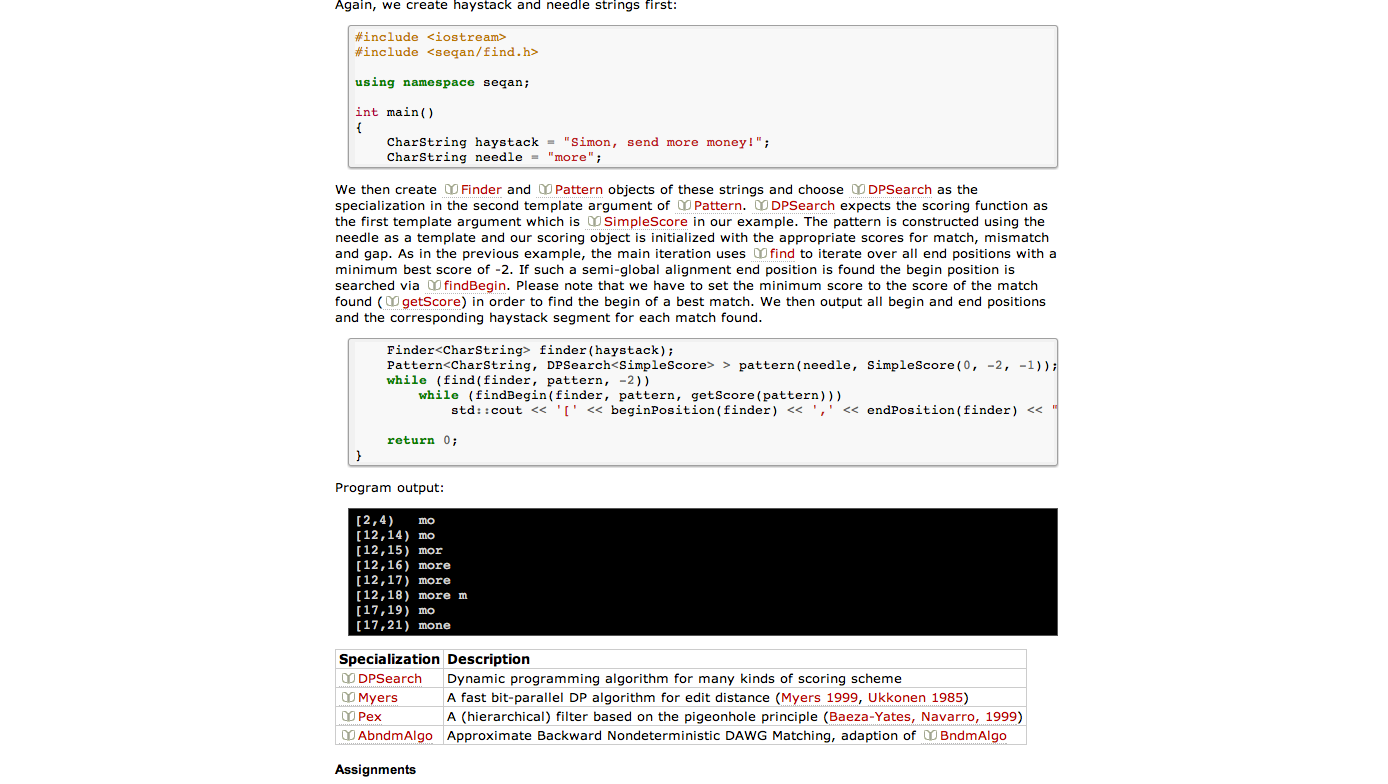 Again, we create haystack and needle strings first:
#include <iostream>
#include <seqan/find.h>
using namespace seqan;
int main()
{
    CharString haystack = "Simon, send more money!";
    CharString needle = "more";
We then create Finder and Pattern objects of these strings and choose DPSearch as the
specialization in the second template argument of Pattern. DPSearch expects the scoring function as
the first template argument which is SimpleScore in our example. The pattern is constructed using the
needle as a template and our scoring object is initialized with the appropriate scores for match, mismatch
and gap. As in the previous example, the main iteration uses find to iterate over all end positions with a
minimum best score of -2. If such a semi-global alignment end position is found the begin position is
searched via findBegin. Please note that we have to set the minimum score to the score of the match
found ( getScore) in order to find the begin of a best match. We then output all begin and end positions
and the corresponding haystack segment for each match found.
    Finder<CharString> finder(haystack);
    Pattern<CharString, DPSearch<SimpleScore> > pattern(needle, SimpleScore(0, -2, -1));
    while (find(finder, pattern, -2))
        while (findBegin(finder, pattern, getScore(pattern)))
            std::cout << '[' << beginPosition(finder) << ',' << endPosition(finder) << "
    return 0;
}
Program output:
[2,4)   mo
[12,14) mo
[12,15) mor
[12,16) more
[12,17) more
[12,18) more m
[17,19) mo
[17,21) mone
Specialization Description
DPSearch Dynamic programming algorithm for many kinds of scoring scheme
Myers A fast bit-parallel DP algorithm for edit distance (Myers 1999, Ukkonen 1985)
Pex A (hierarchical) filter based on the pigeonhole principle (Baeza-Yates, Navarro, 1999)
AbndmAlgo Approximate Backward Nondeterministic DAWG Matching, adaption of BndmAlgo
Assignments